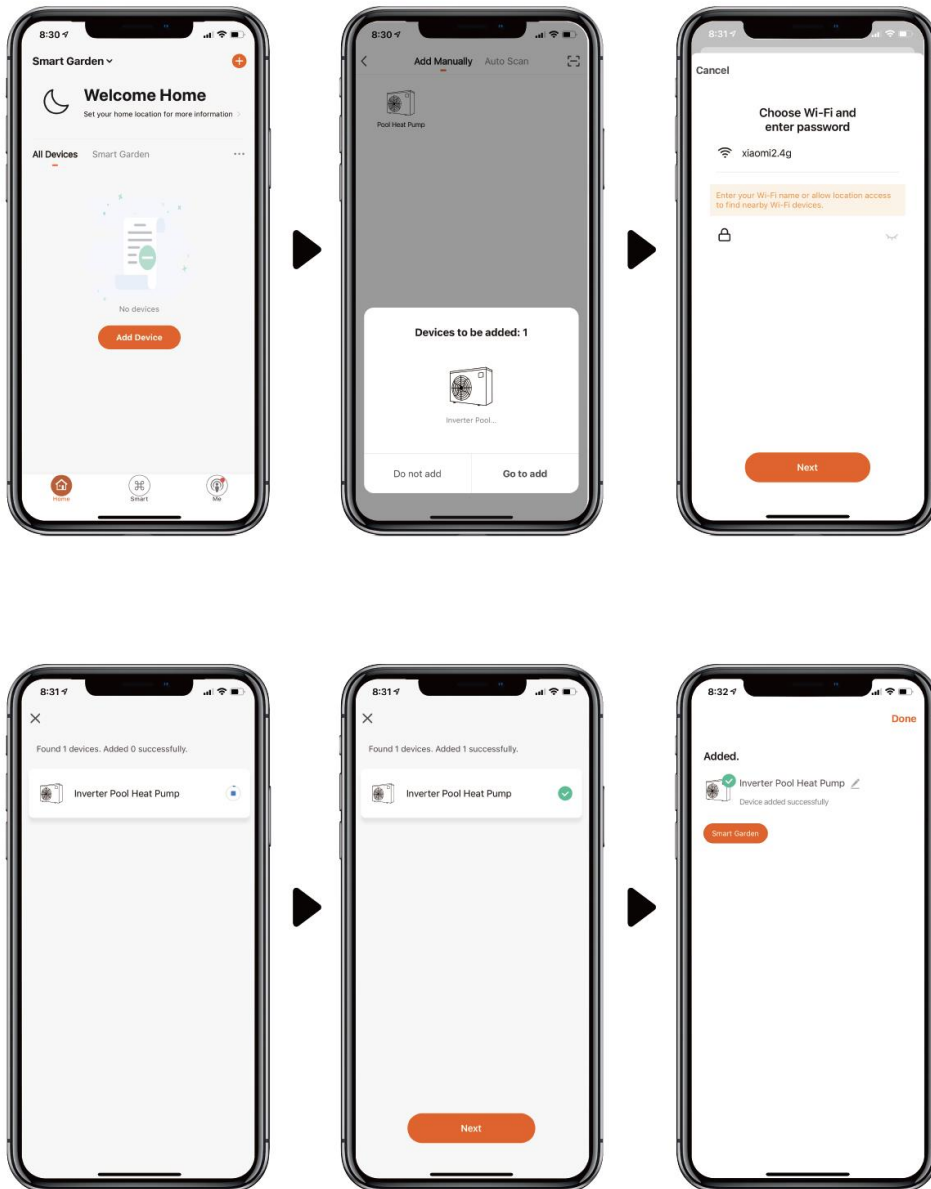 8:30
Smart Garden
Welcome Home
Set your home location for more information
All Devices Smart Garden
No devices
Add Device
Home Smart Me
8:30
Add Manually Auto Scan
Pool Heat Pump
Devices to be added: 1
Inverter Pool...
Do not add Go to add
8:31
Cancel
Choose Wi-Fi and
enter password
xiaomi2.4g
Enter your Wi-Fi name or allow location access
to find nearby Wi-Fi devices.
Next
8:31
Found 1 devices. Added 0 successfully.
Inverter Pool Heat Pump
8:31
Found 1 devices. Added 1 successfully.
Inverter Pool Heat Pump
Next
8:32
Done
Added.
Inverter Pool Heat Pump
Device added successfully
Smart Garden